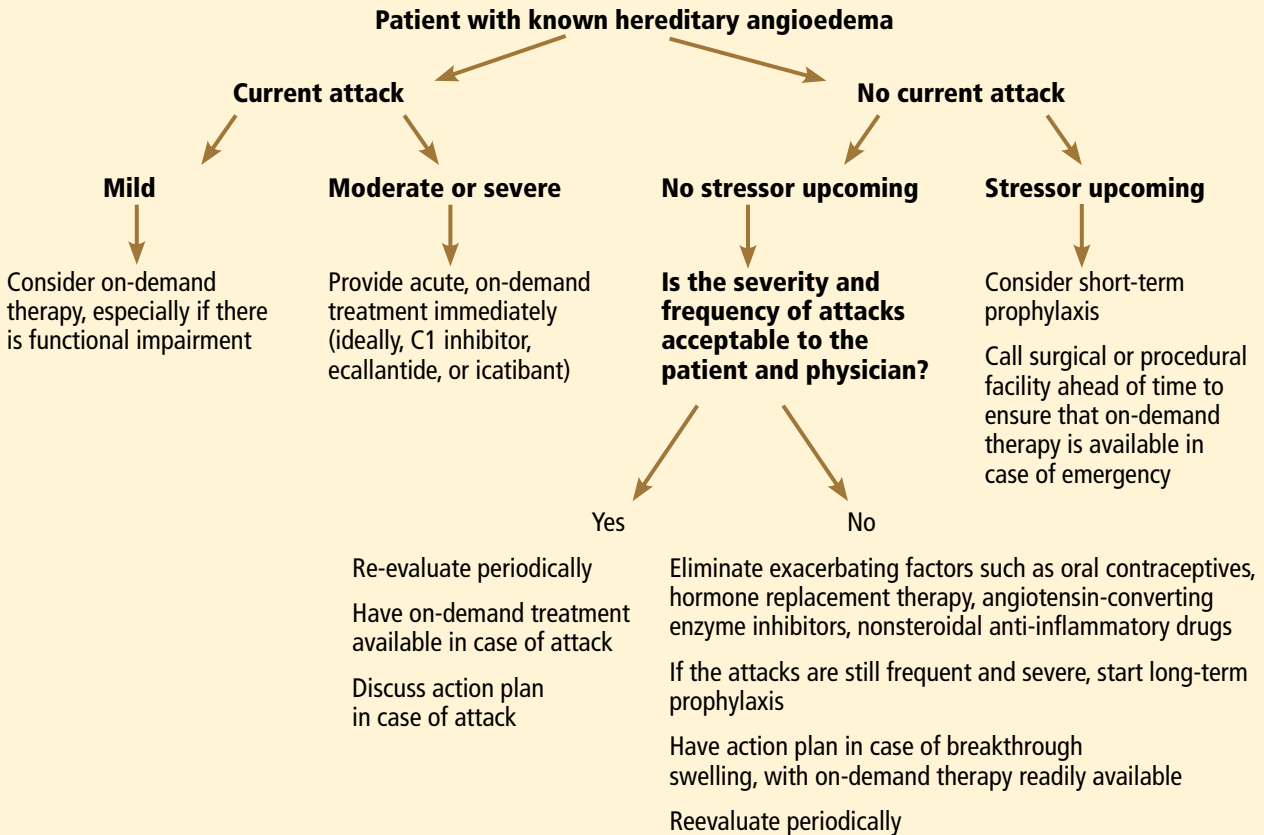 Patient with known hereditary angioedema
Current attack
No current attack
Mild
Moderate or severe
No stressor upcoming
Stressor upcoming
Consider on-demand
therapy, especially if there
is functional impairment
Provide acute, on-demand
treatment immediately
(ideally, C1 inhibitor,
ecallantide, or icatibant)
Is the severity and
frequency of attacks
acceptable to the
patient and physician?
Consider short-term
prophylaxis
Call surgical or procedural
facility ahead of time to
ensure that on-demand
therapy is available in
case of emergency
Yes
Re-evaluate periodically
Have on-demand treatment
available in case of attack
Discuss action plan
in case of attack
No
Eliminate exacerbating factors such as oral contraceptives,
hormone replacement therapy, angiotensin-converting
enzyme inhibitors, nonsteroidal anti-inflammatory drugs
If the attacks are still frequent and severe, start long-term
prophylaxis
Have action plan in case of breakthrough
swelling, with on-demand therapy readily available
Reevaluate periodically